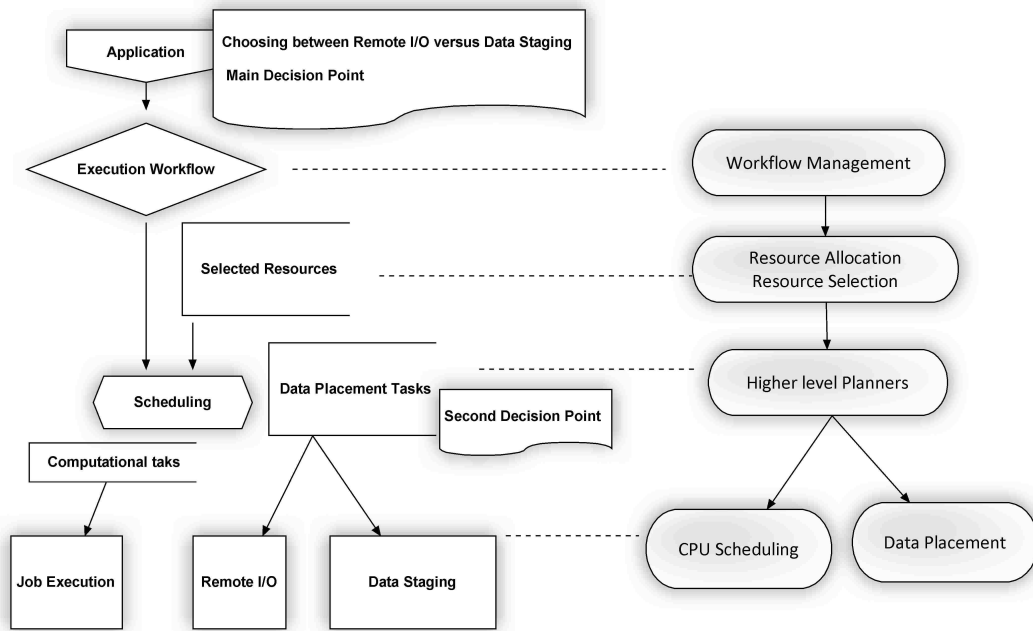 Application
Choosing between Remote I/O versus Data Staging
Main Decision Point
Execution Workflow
Workflow Management
Selected Resources
Resource Allocation
Resource Selection
Scheduling
Data Placement Tasks
Second Decision Point
Higher level Planners
Computational taks
Job Execution
Remote I/O
Data Staging
CPU Scheduling
Data Placement